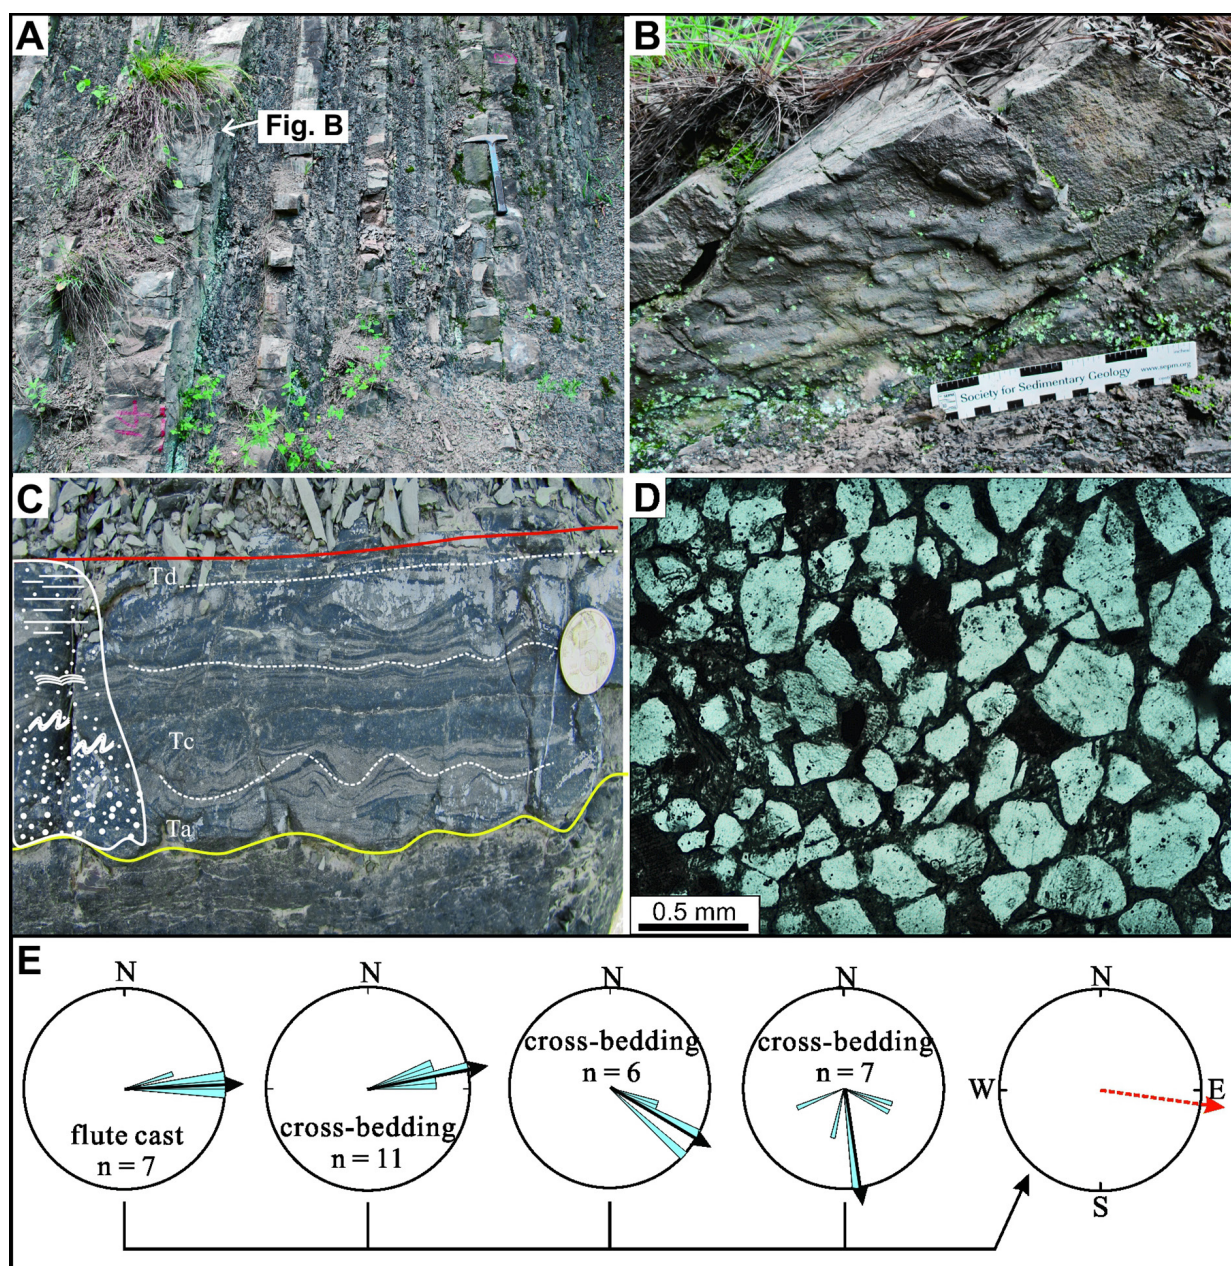 A
Fig. B
B
Society for Sedimentary Geology
www.sepm.org
C
Td
Tc
Ta
D
0.5 mm
E
N
flute cast
n = 7
N
cross-bedding
n = 11
N
cross-bedding
n = 6
N
cross-bedding
n = 7
N
W
E
S